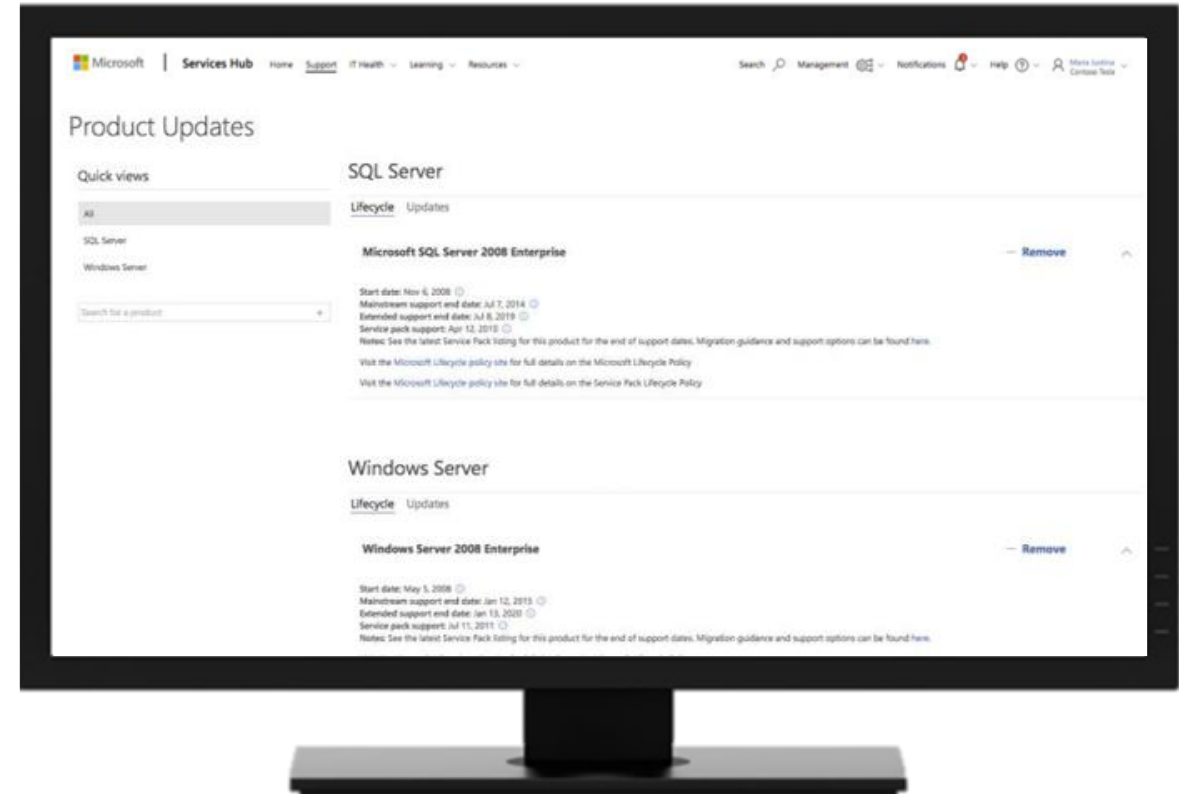 Microsoft | Services Hub Home Support IT Health Learning Resources Search Management Notifications Help Maria Justina
Contoso Tesla
Product Updates
Quick views
All
SQL Server
Windows Server
Search for a product +
SQL Server
Lifecycle Updates
Microsoft SQL Server 2008 Enterprise — Remove
Start date: Nov 6, 2008
Mainstream support end date: Jul 7, 2014
Extended support end date: Jul 8, 2019
Service pack support: Apr 12, 2010
Notes: See the latest Service Pack listing for this product for the end of support dates. Migration guidance and support options can be found here.
Visit the Microsoft Lifecycle policy site for full details on the Microsoft Lifecycle Policy
Visit the Microsoft Lifecycle policy site for full details on the Service Pack Lifecycle Policy
Windows Server
Lifecycle Updates
Windows Server 2008 Enterprise — Remove
Start date: May 5, 2008
Mainstream support end date: Jan 12, 2015
Extended support end date: Jan 13, 2020
Service pack support: Jul 11, 2011
Notes: See the latest Service Pack listing for this product for the end of support dates. Migration guidance and support options can be found here.